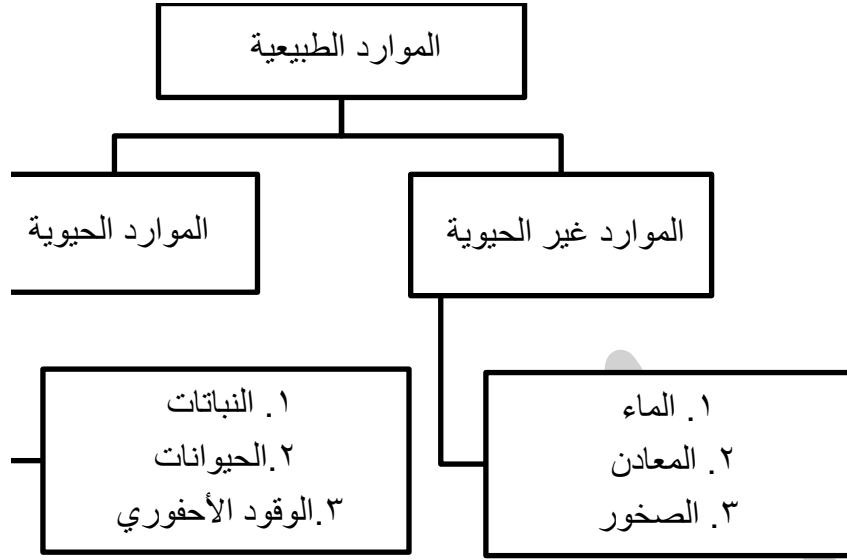 الموارد الطبيعية
الموارد غير الحيوية
الموارد الحيوية
١. الماء
٢. المعادن
٣. الصخور
١. النباتات
٢.الحيوانات
٣.الوقود الأحفوري